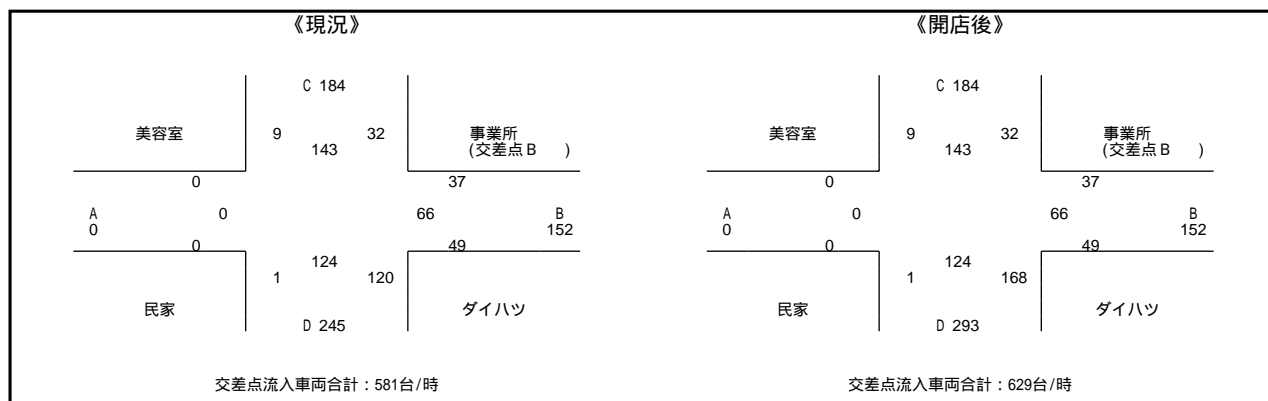 《現況》
C 184
美容室
9
32
143
事業所
(交差点B )
0
37
A
0
0
66
B
152
0
49
124
1
120
民家
ダイハツ
D 245
交差点流入車両合計：581台/時
《開店後》
C 184
美容室
9
32
143
事業所
(交差点B )
0
37
A
0
0
66
B
152
0
49
124
1
168
民家
ダイハツ
D 293
交差点流入車両合計：629台/時